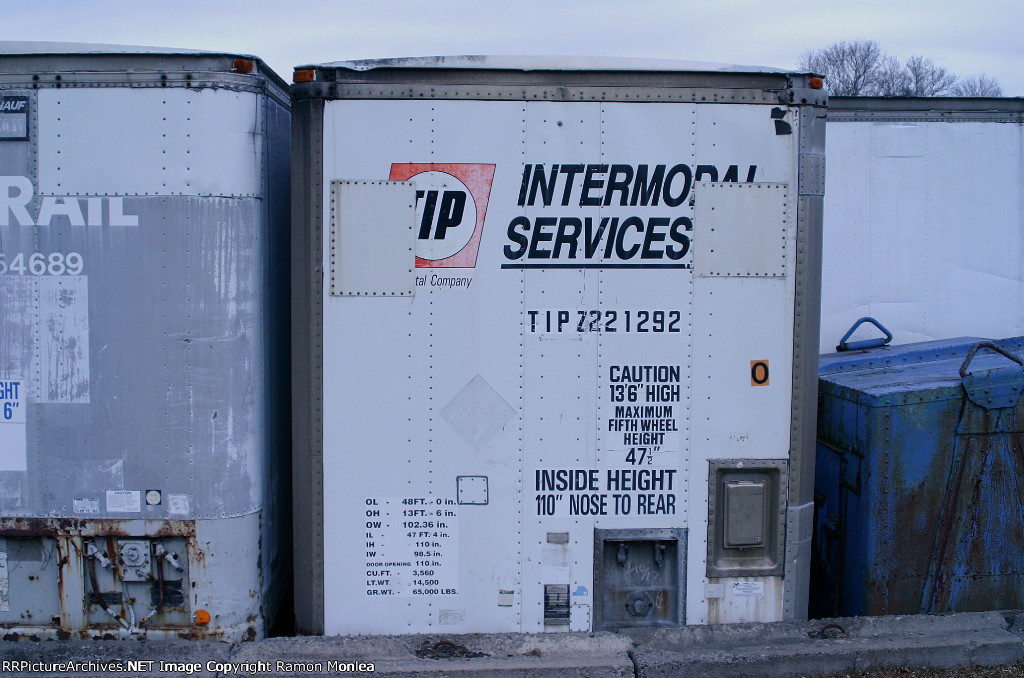 HAUF
RAIL
54689
GHT
6"
TIP
INTERMODAL
SERVICES
tal Company
TIPZ221292
CAUTION
13'6" HIGH
MAXIMUM
FIFTH WHEEL
HEIGHT
47½"
O
INSIDE HEIGHT
110" NOSE TO REAR
OL - 48FT. - 0 in.
OH - 13FT. - 6 in.
OW - 102.36 in.
IL - 47 FT. 4 in.
IH - 110 in.
IW - 98.5 in.
DOOR OPENING - 110 in.
CU.FT. - 3,560
LT.WT. - 14,500
GR.WT. - 65,000 LBS.
RRPictureArchives.NET Image Copyright Ramon Monlea